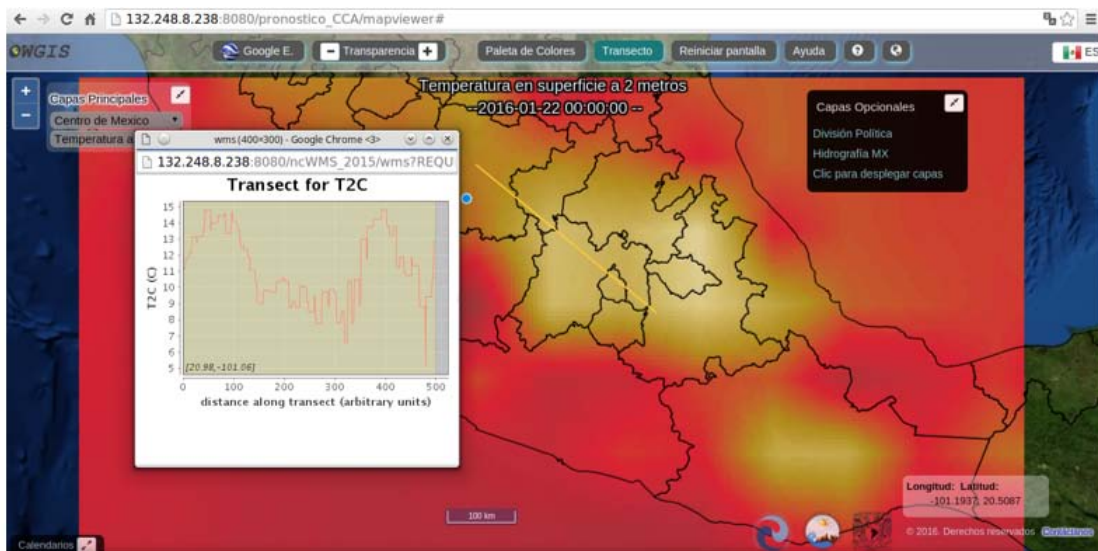 132.248.8.238:8080/pronostico_CCA/mapviewer#
OWGIS
Google E.
Transparencia
Paleta de Colores
Transecto
Reiniciar pantalla
Ayuda
?
ES
+
−
Capas Principales
Centro de Mexico
Temperatura a
Temperatura en superficie a 2 metros
--2016-01-22 00:00:00 --
Capas Opcionales
División Política
Hidrografía MX
Clic para desplegar capas
wms (400×300) - Google Chrome <3>
132.248.8.238:8080/ncWMS_2015/wms?REQU
Transect for T2C
15
14
13
12
11
10
9
8
7
6
5
T2C (C)
[20.98,-101.06]
0 100 200 300 400 500
distance along transect (arbitrary units)
100 km
Longitud: Latitud:
-101.1937, 20.5087
© 2016. Derechos reservados Contáctanos
Calendarios